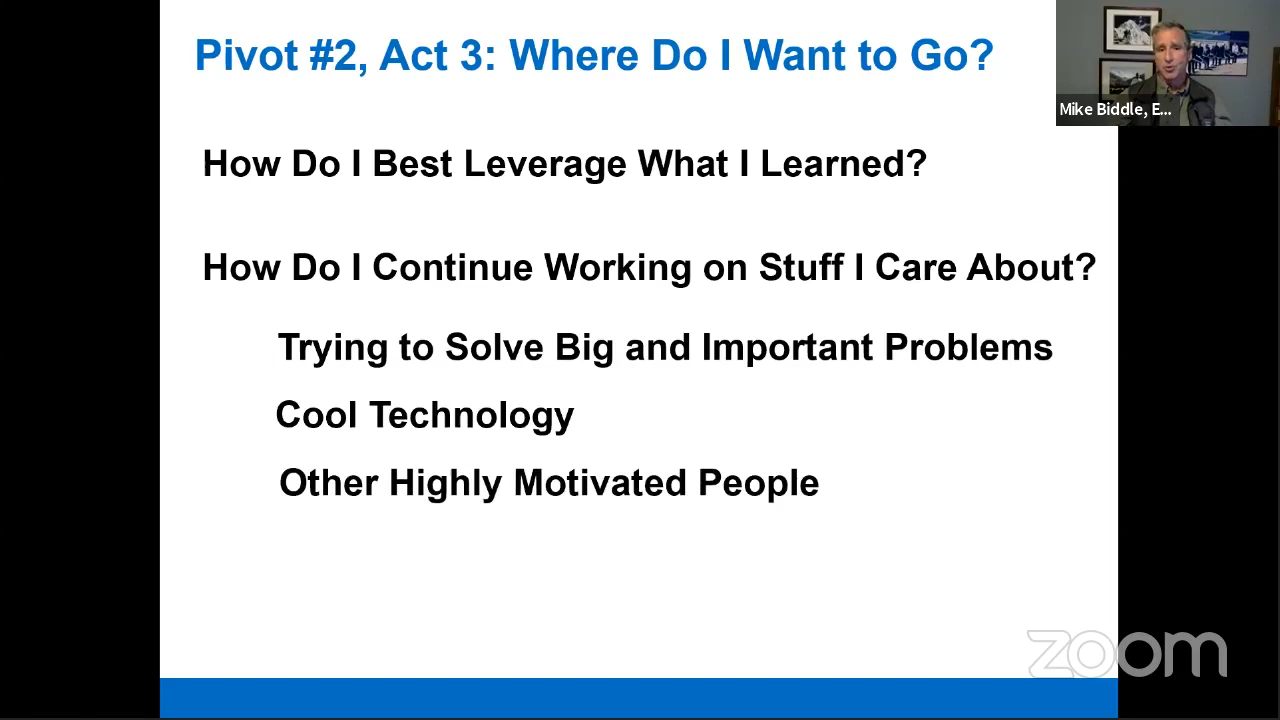 Pivot #2, Act 3: Where Do I Want to Go?
Mike Biddle, E...
How Do I Best Leverage What I Learned?
How Do I Continue Working on Stuff I Care About?
Trying to Solve Big and Important Problems
Cool Technology
Other Highly Motivated People
zoom